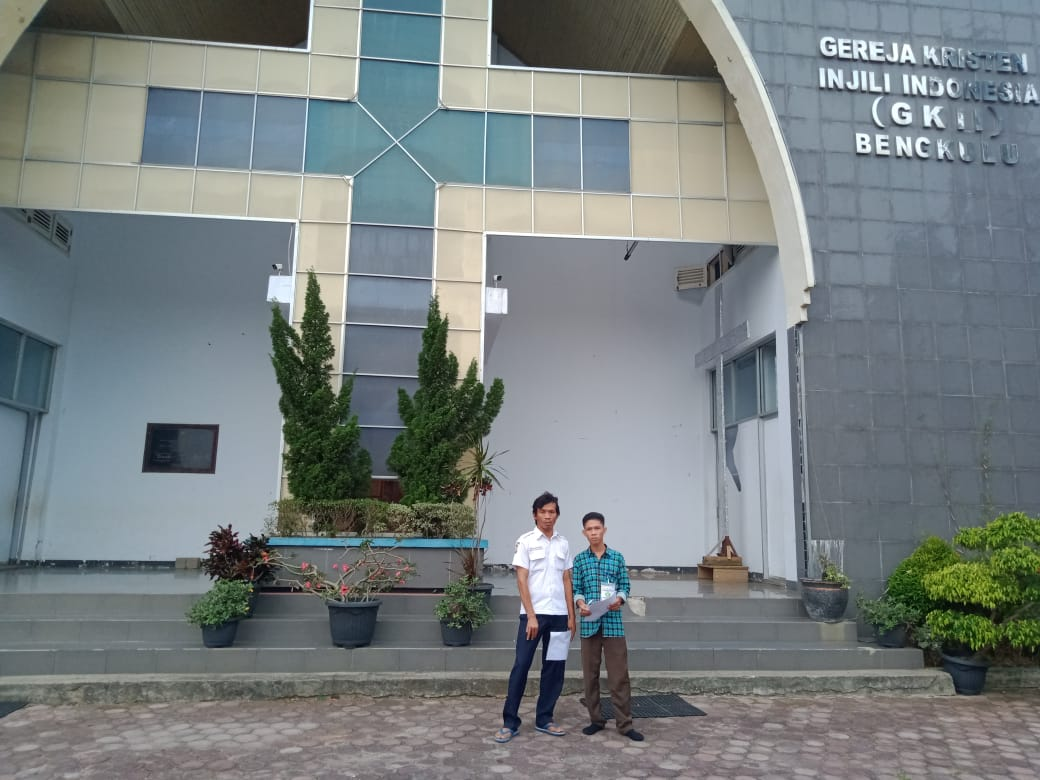 GEREJA KRISTEN
INJILI INDONESIA
(GKII)
BENGKULU